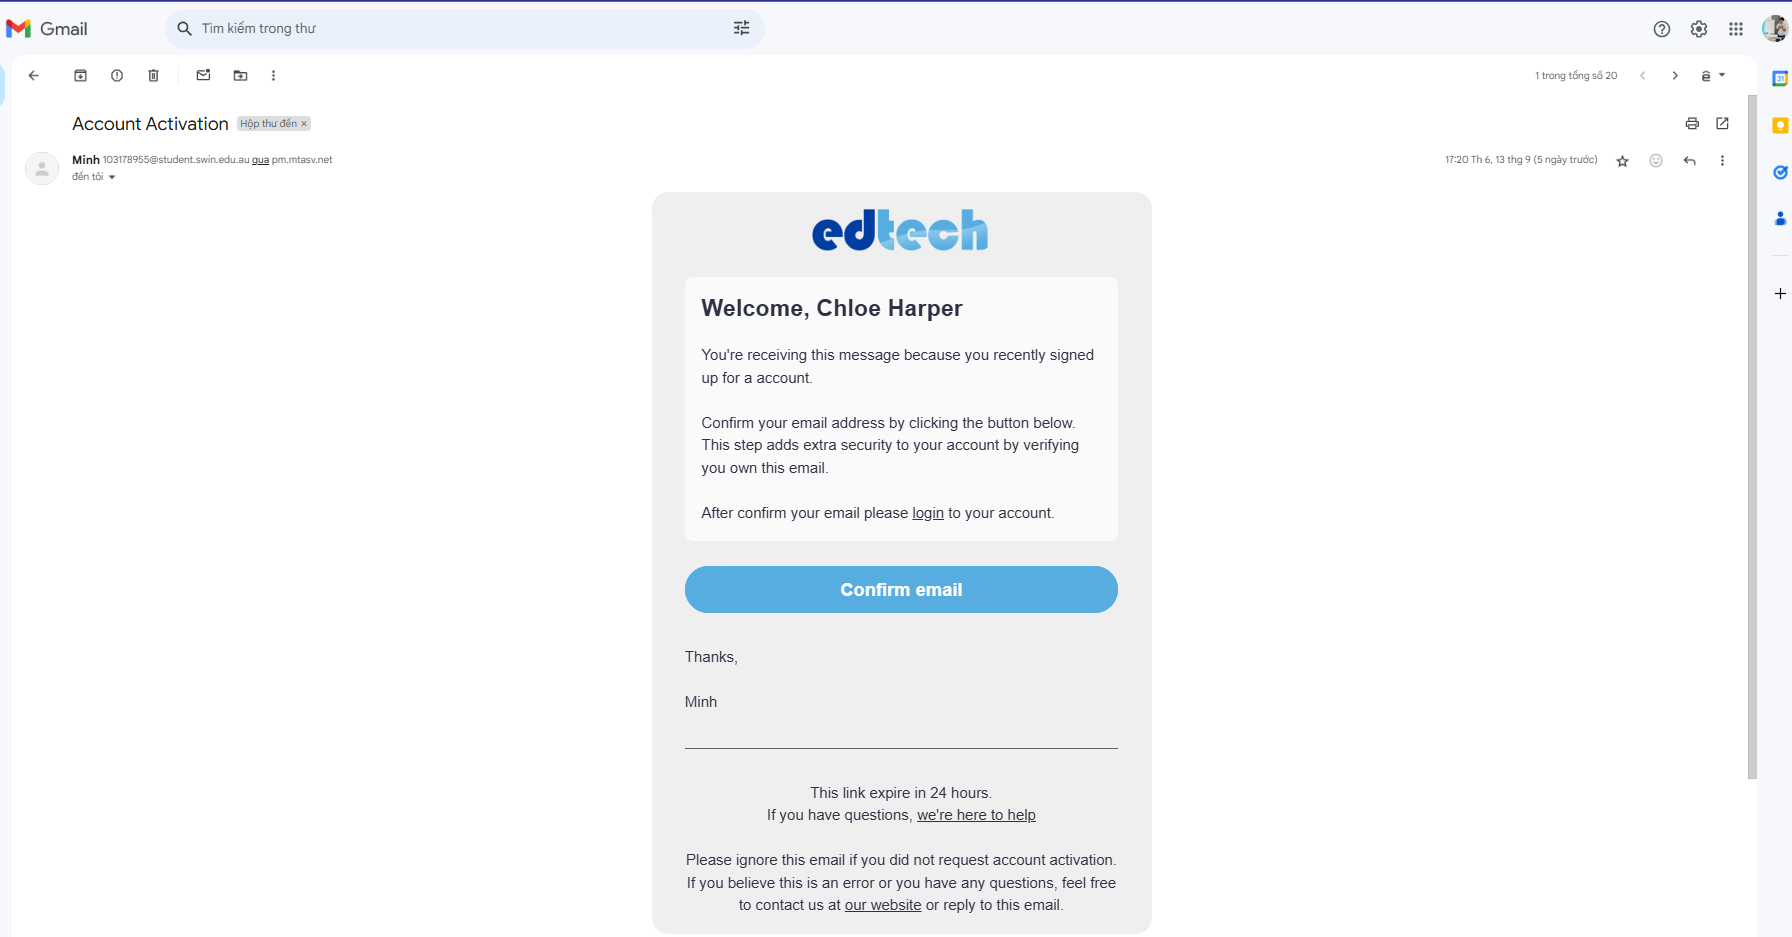 Gmail
Tìm kiếm trong thư
1 trong tổng số 20
Account Activation Hộp thư đến ×
Minh 103178955@student.swin.edu.au qua pm.mtasv.net
17:20 Th 6, 13 thg 9 (5 ngày trước)
đến tôi
edtech
Welcome, Chloe Harper
You're receiving this message because you recently signed
up for a account.
Confirm your email address by clicking the button below.
This step adds extra security to your account by verifying
you own this email.
After confirm your email please login to your account.
Confirm email
Thanks,
Minh
This link expire in 24 hours.
If you have questions, we're here to help
Please ignore this email if you did not request account activation.
If you believe this is an error or you have any questions, feel free
to contact us at our website or reply to this email.